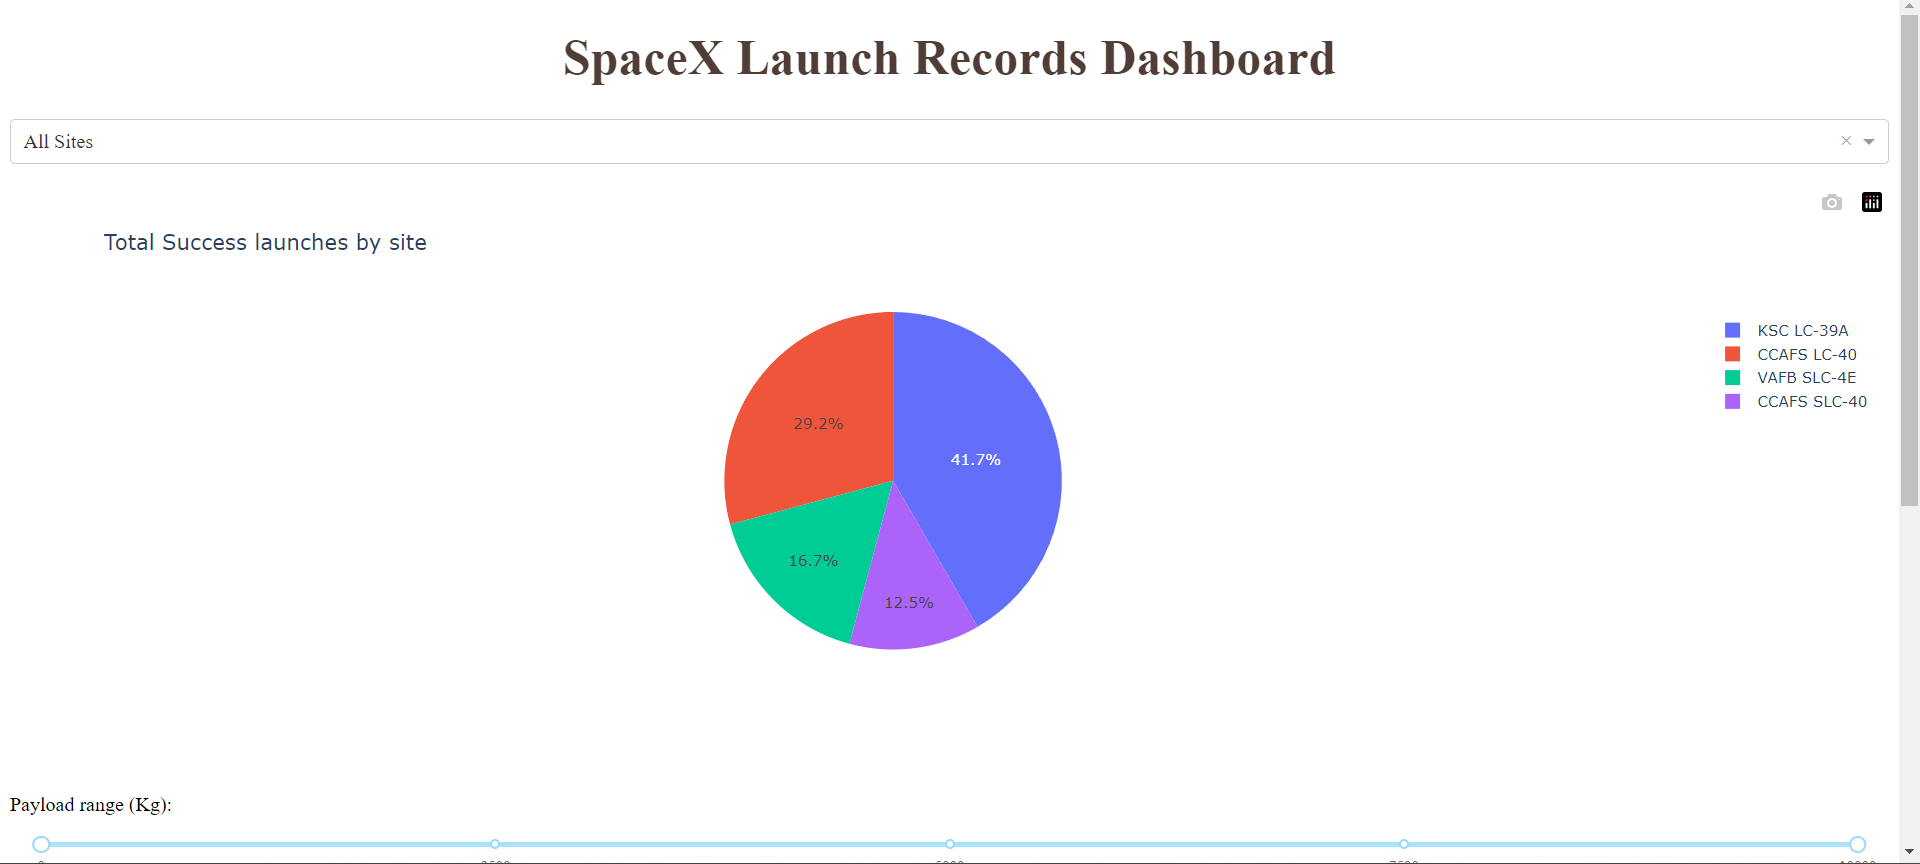 SpaceX Launch Records Dashboard
All Sites
Total Success launches by site
KSC LC-39A
CCAFS LC-40
VAFB SLC-4E
CCAFS SLC-40
29.2%
41.7%
16.7%
12.5%
Payload range (Kg):